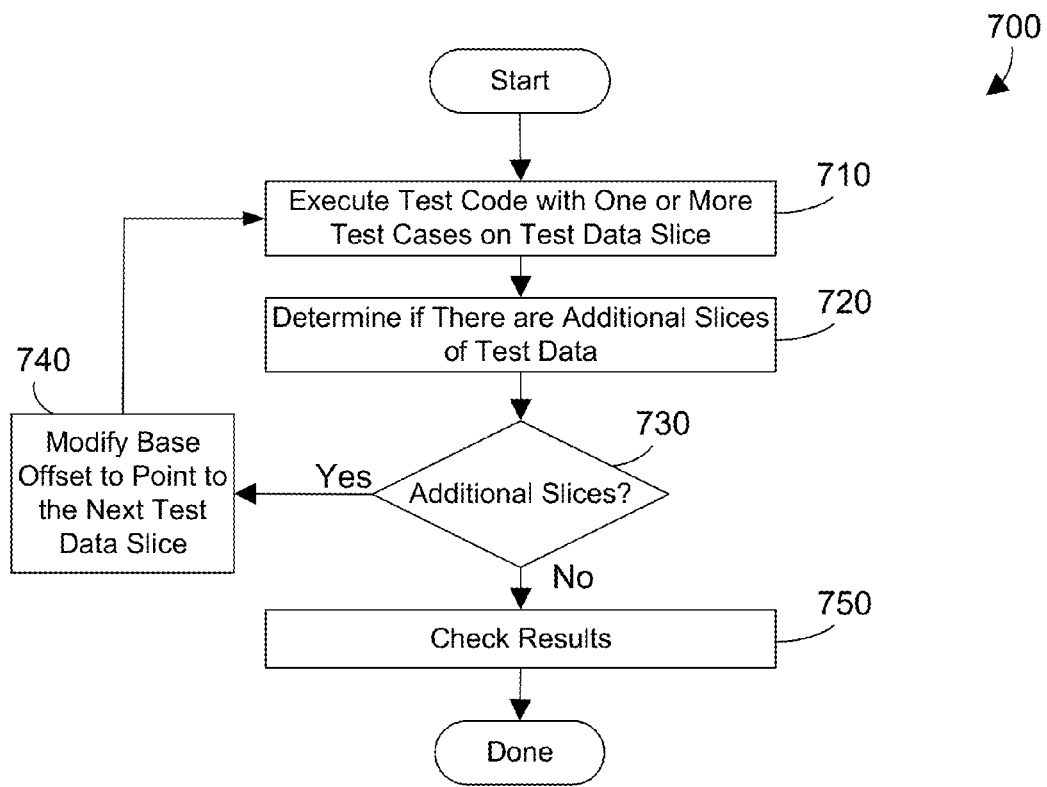 700
Start
710
Execute Test Code with One or More
Test Cases on Test Data Slice
720
Determine if There are Additional Slices
of Test Data
740
Modify Base
Offset to Point to
the Next Test
Data Slice
730
Yes
Additional Slices?
No
750
Check Results
Done